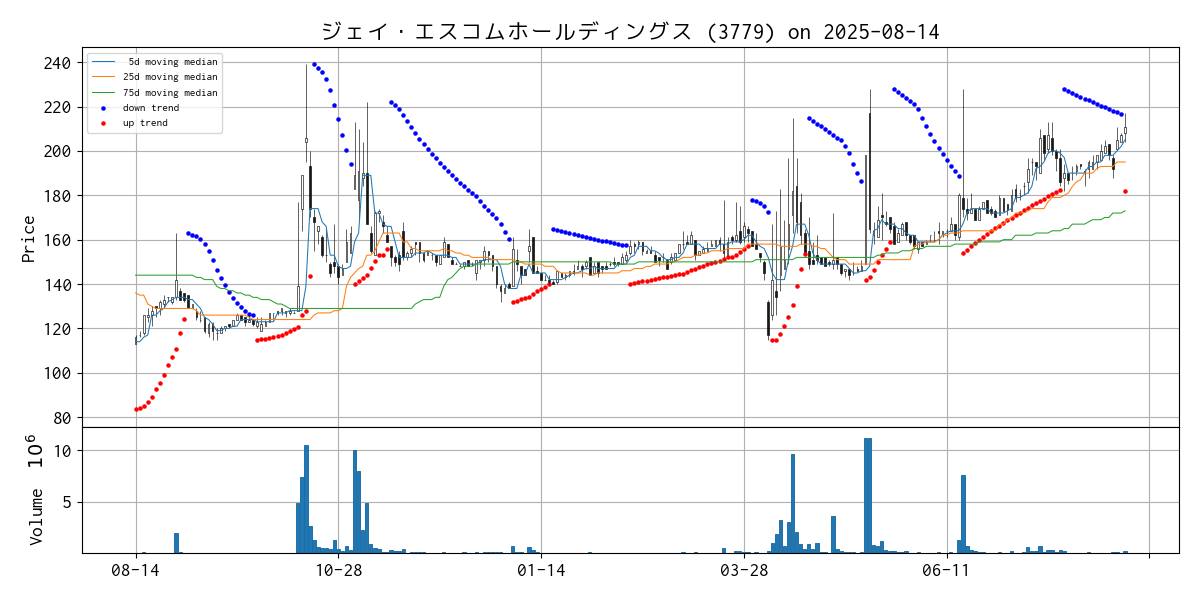 ジェイ・エスコムホールディングス (3779) on 2025-08-14
Price
240
220
200
180
160
140
120
100
80
5d moving median
25d moving median
75d moving median
down trend
up trend
Volume 10^6
10
5
08-14 10-28 01-14 03-28 06-11